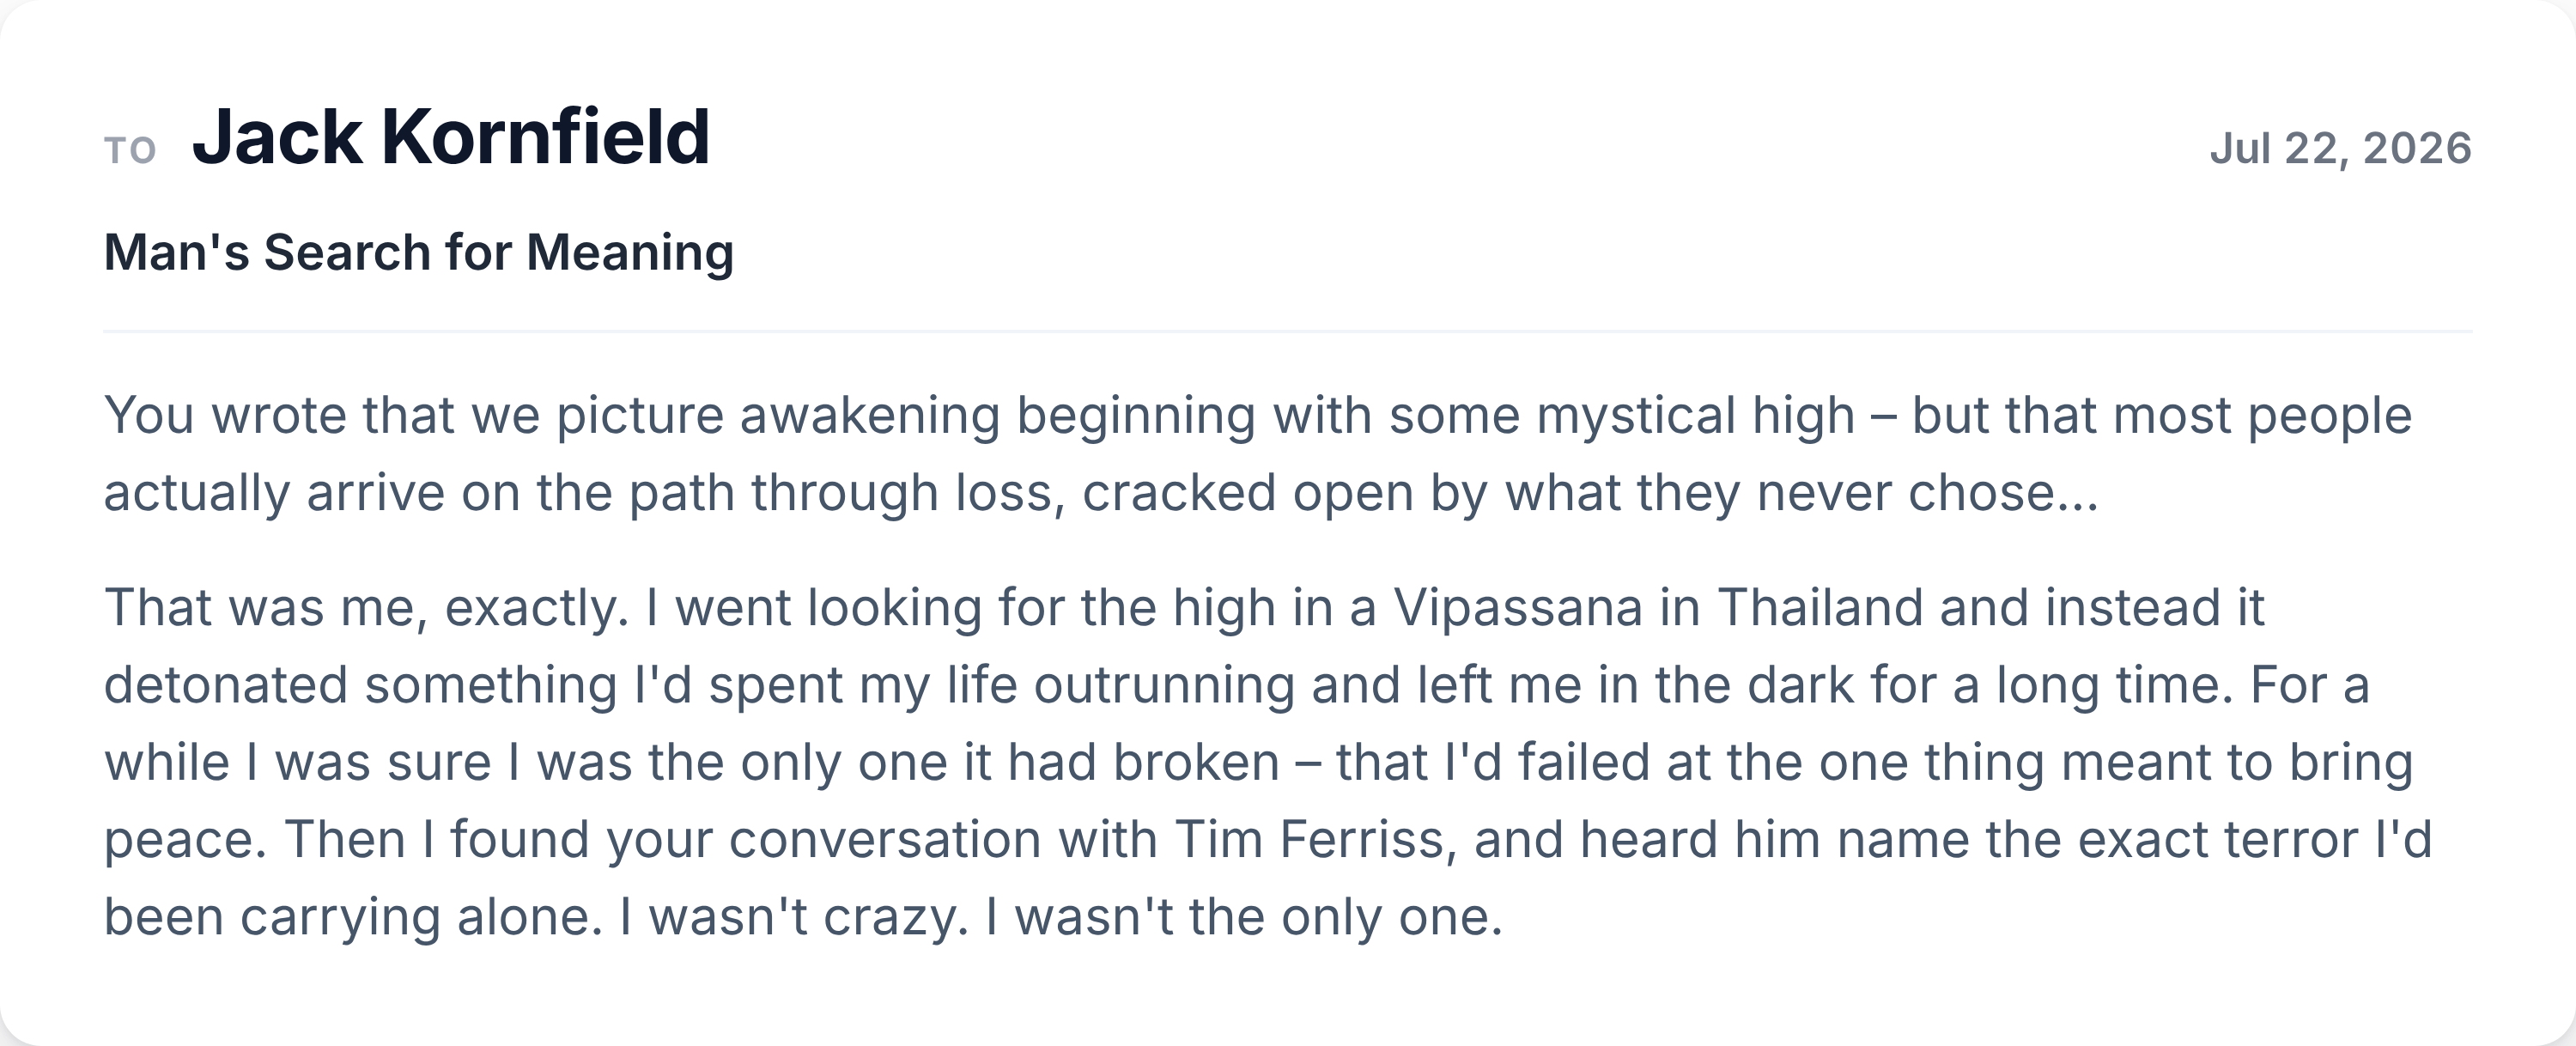 TO Jack Kornfield
Jul 22, 2026
Man's Search for Meaning
You wrote that we picture awakening beginning with some mystical high – but that most people
actually arrive on the path through loss, cracked open by what they never chose...
That was me, exactly. I went looking for the high in a Vipassana in Thailand and instead it
detonated something I'd spent my life outrunning and left me in the dark for a long time. For a
while I was sure I was the only one it had broken – that I'd failed at the one thing meant to bring
peace. Then I found your conversation with Tim Ferriss, and heard him name the exact terror I'd
been carrying alone. I wasn't crazy. I wasn't the only one.